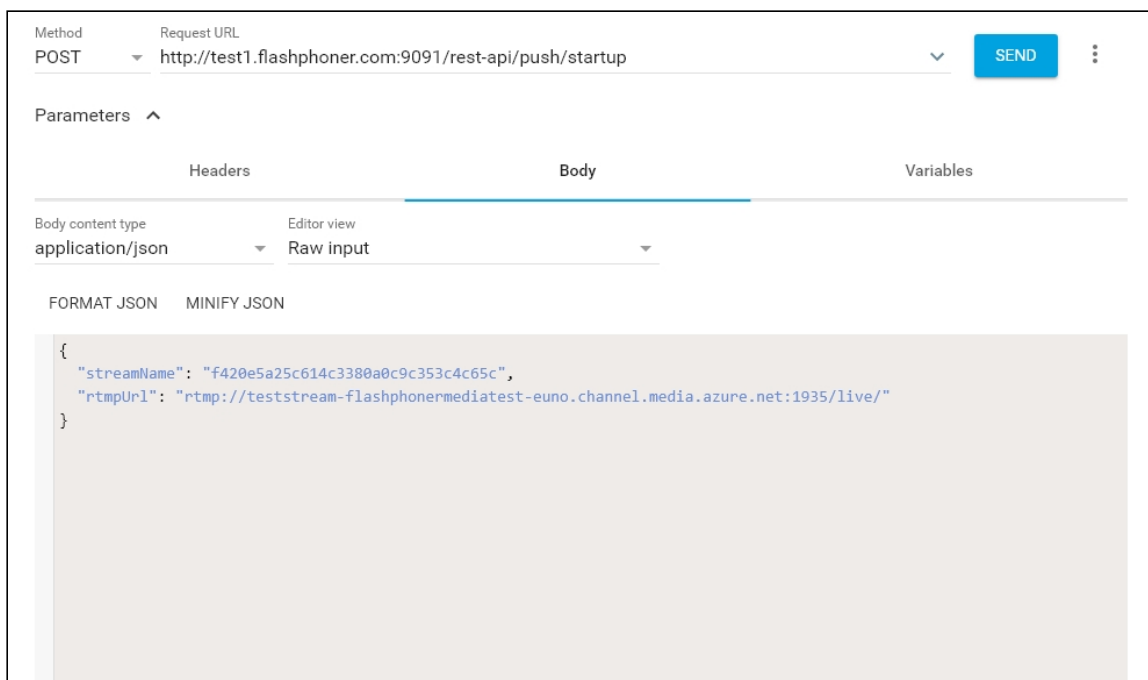 Method Request URL
POST http://test1.flashphoner.com:9091/rest-api/push/startup SEND
Parameters
Headers Body Variables
Body content type Editor view
application/json Raw input
FORMAT JSON MINIFY JSON
{
"streamName": "f420e5a25c614c3380a0c9c353c4c65c",
"rtmpUrl": "rtmp://teststream-flashphonermediatest-euno.channel.media.azure.net:1935/live/"
}